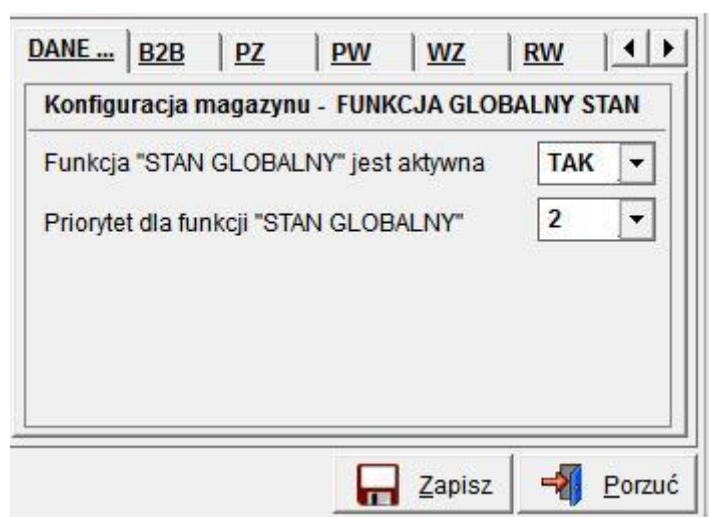 DANE ... B2B PZ PW WZ RW
Konfiguracja magazynu - FUNKCJA GLOBALNY STAN
Funkcja "STAN GLOBALNY" jest aktywna TAK
Priorytet dla funkcji "STAN GLOBALNY" 2
Zapisz Porzuć